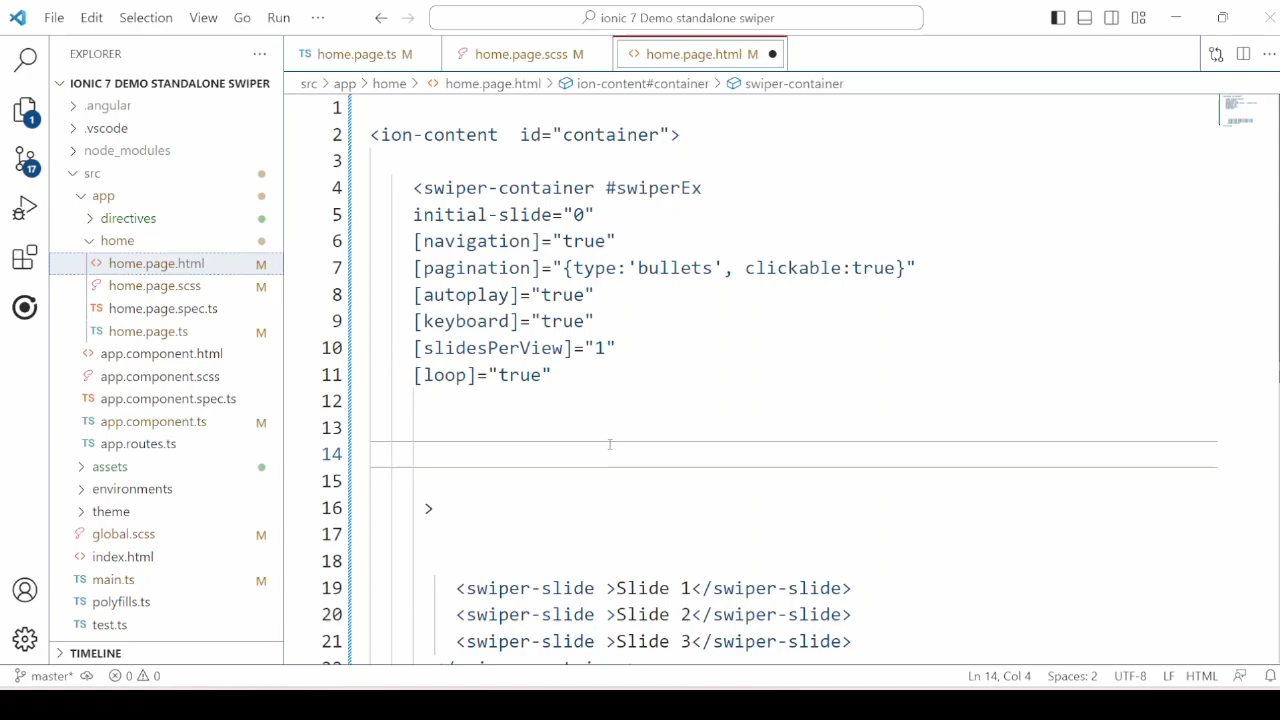 File Edit Selection View Go Run ··· ionic 7 Demo standalone swiper
EXPLORER ···
TS home.page.ts M home.page.scss M <> home.page.html M ● ···
IONIC 7 DEMO STANDALONE SWIPER
src > app > home > <> home.page.html > ion-content#container > swiper-container
.angular
.vscode
node_modules
src
app
directives
home
<> home.page.html M
home.page.scss M
TS home.page.spec.ts
TS home.page.ts M
<> app.component.html
app.component.scss
TS app.component.spec.ts
TS app.component.ts M
TS app.routes.ts
assets
environments
theme
global.scss M
<> index.html
TS main.ts M
TS polyfills.ts
TS test.ts
TIMELINE
1
17
1
2 <ion-content  id="container">
3
4 <swiper-container #swiperEx
5 initial-slide="0"
6 [navigation]="true"
7 [pagination]="{type:'bullets', clickable:true}"
8 [autoplay]="true"
9 [keyboard]="true"
10 [slidesPerView]="1"
11 [loop]="true"
12
13
14
15
16 >
17
18
19 <swiper-slide >Slide 1</swiper-slide>
20 <swiper-slide >Slide 2</swiper-slide>
21 <swiper-slide >Slide 3</swiper-slide>
master* 0 0 Ln 14, Col 4 Spaces: 2 UTF-8 LF HTML